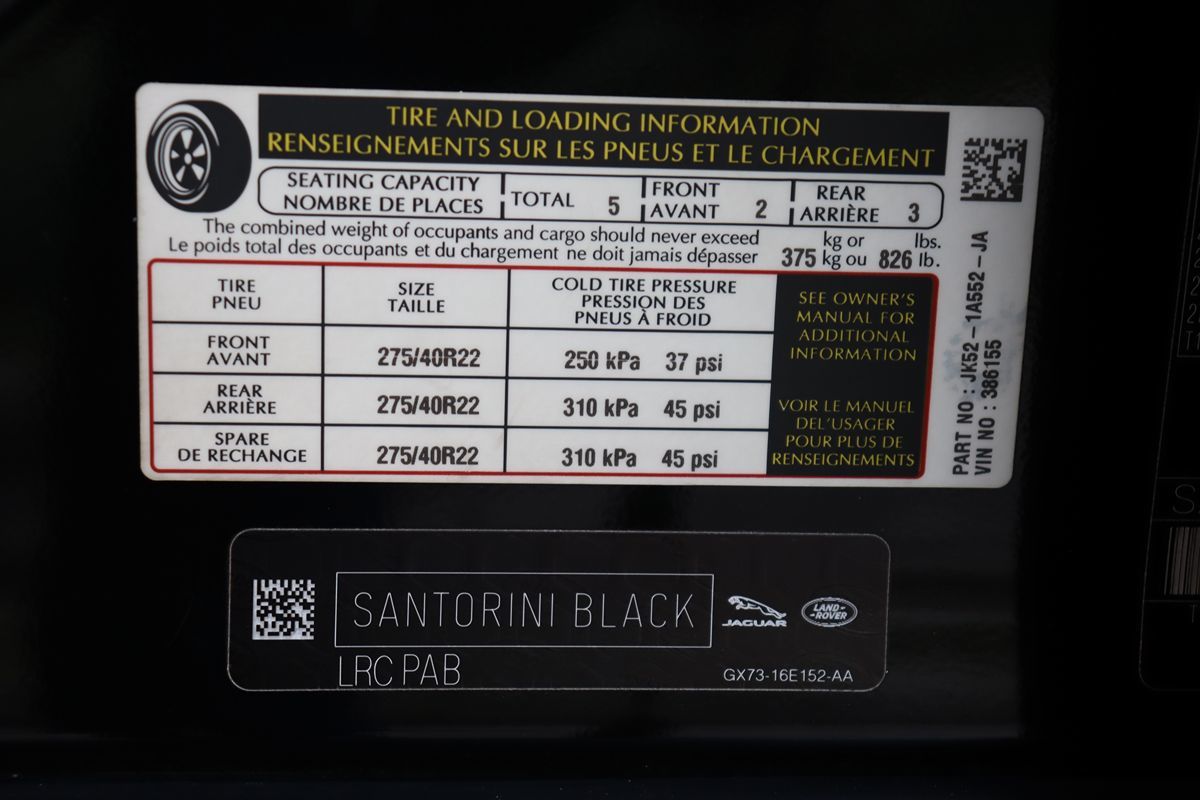 TIRE AND LOADING INFORMATION
RENSEIGNEMENTS SUR LES PNEUS ET LE CHARGEMENT
SEATING CAPACITY
NOMBRE DE PLACES
TOTAL 5
FRONT
AVANT 2
REAR
ARRIÈRE 3
The combined weight of occupants and cargo should never exceed
Le poids total des occupants et du chargement ne doit jamais dépasser
kg or lbs.
375 kg ou 826 lb.
TIRE
PNEU
SIZE
TAILLE
COLD TIRE PRESSURE
PRESSION DES
PNEUS À FROID
FRONT
AVANT
275/40R22
250 kPa 37 psi
REAR
ARRIÈRE
275/40R22
310 kPa 45 psi
SPARE
DE RECHANGE
275/40R22
310 kPa 45 psi
SEE OWNER'S
MANUAL FOR
ADDITIONAL
INFORMATION
VOIR LE MANUEL
DEL'USAGER
POUR PLUS DE
RENSEIGNEMENTS
PART NO : JK52-1A552-JA
VIN NO : 386155
SANTORINI BLACK
LRC PAB
JAGUAR
LAND-
-ROVER
GX73-16E152-AA